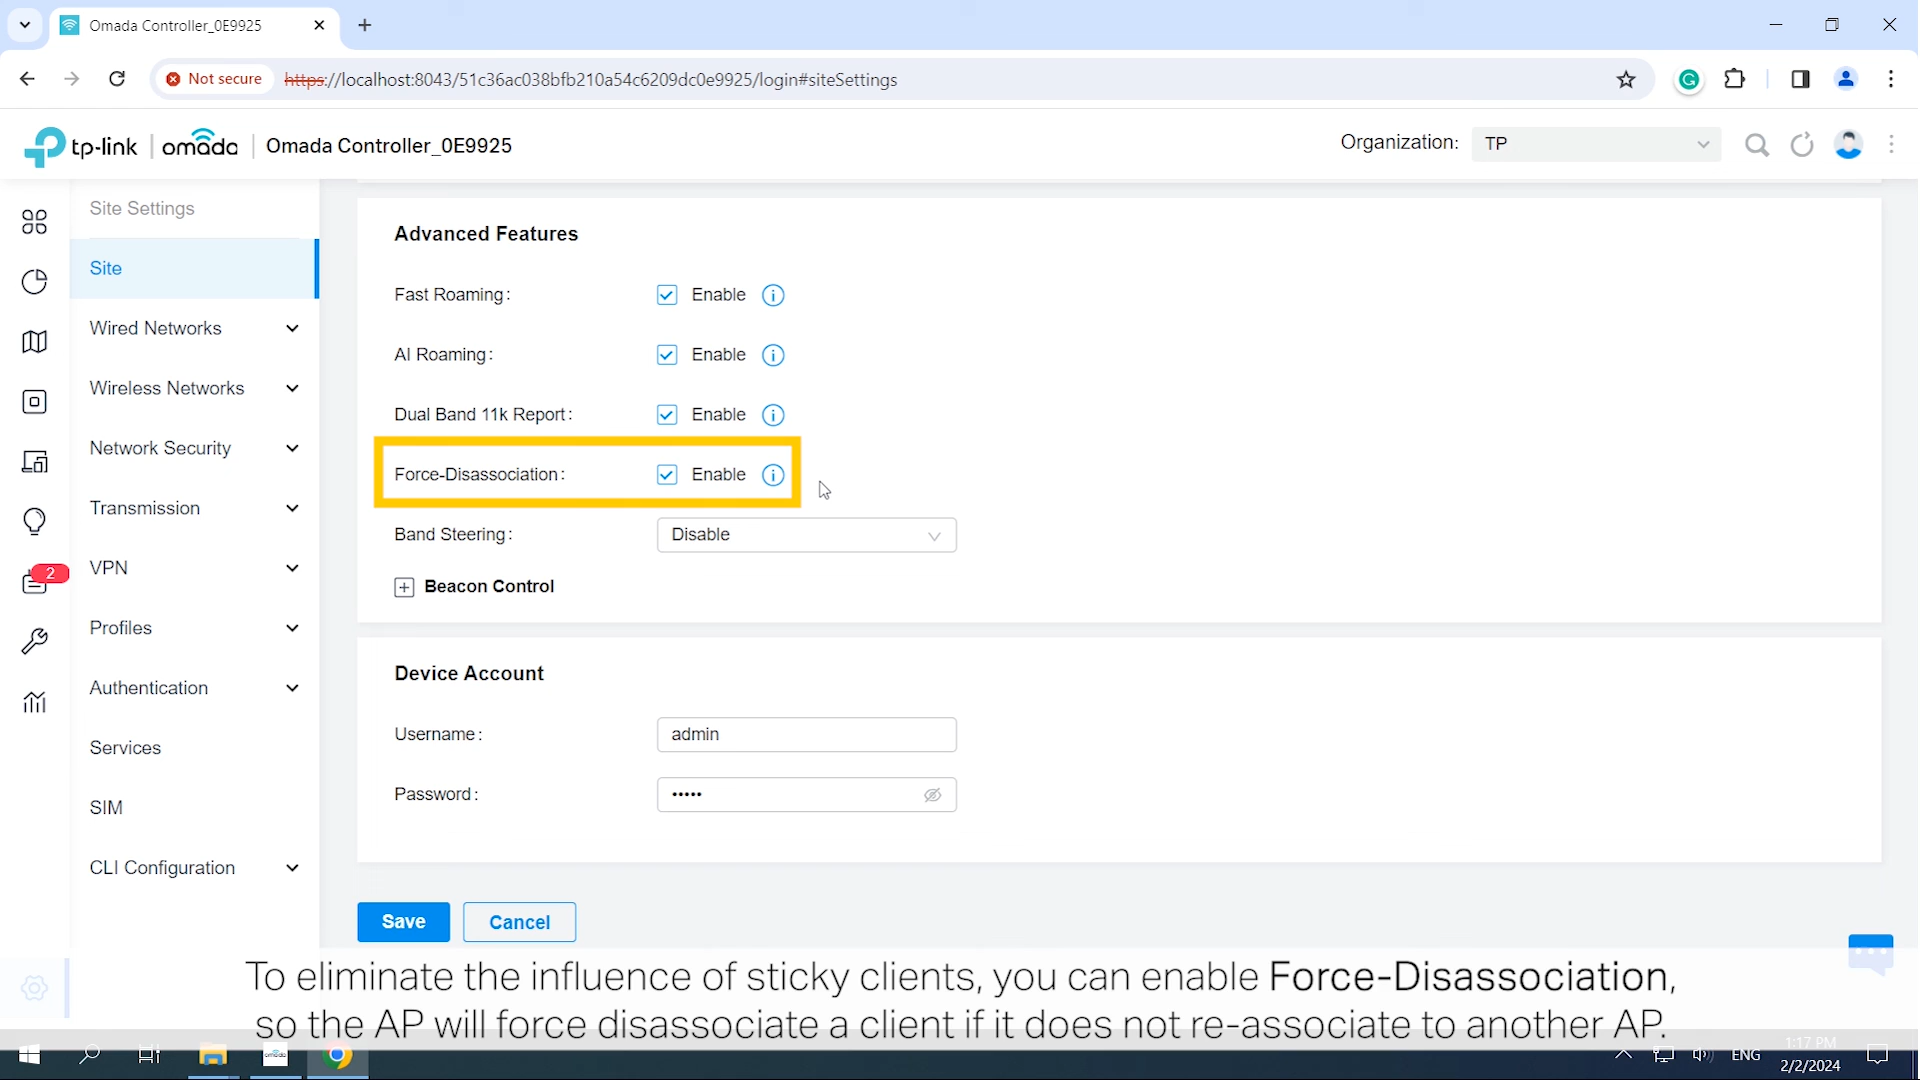 Omada Controller_0E9925
Not secure
https://localhost:8043/51c36ac038bfb210a54c6209dc0e9925/login#siteSettings
tp-link | omada | Omada Controller_0E9925
Organization: TP
Site Settings
Site
Wired Networks
Wireless Networks
Network Security
Transmission
2
VPN
Profiles
Authentication
Services
SIM
CLI Configuration
Advanced Features
Fast Roaming: Enable
AI Roaming: Enable
Dual Band 11k Report: Enable
Force-Disassociation: Enable
Band Steering: Disable
Beacon Control
Device Account
Username: admin
Password: •••••
Save Cancel
To eliminate the influence of sticky clients, you can enable Force-Disassociation,
so the AP will force disassociate a client if it does not re-associate to another AP.
omada
ENG
1:17 PM
2/2/2024